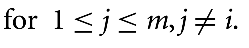 for 1 ≤ j ≤ m, j ≠ i.